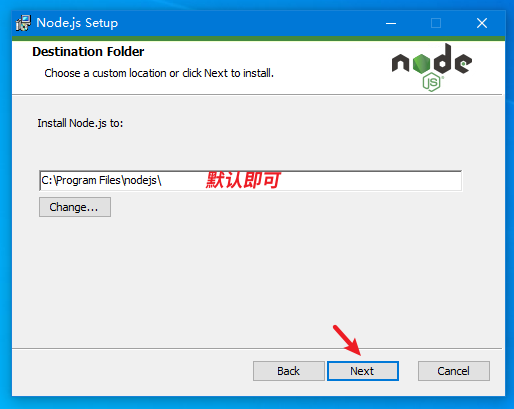 Node.js Setup
Destination Folder
Choose a custom location or click Next to install.
node
JS
Install Node.js to:
C:\Program Files\nodejs\
默认即可
Change...
Back
Next
Cancel